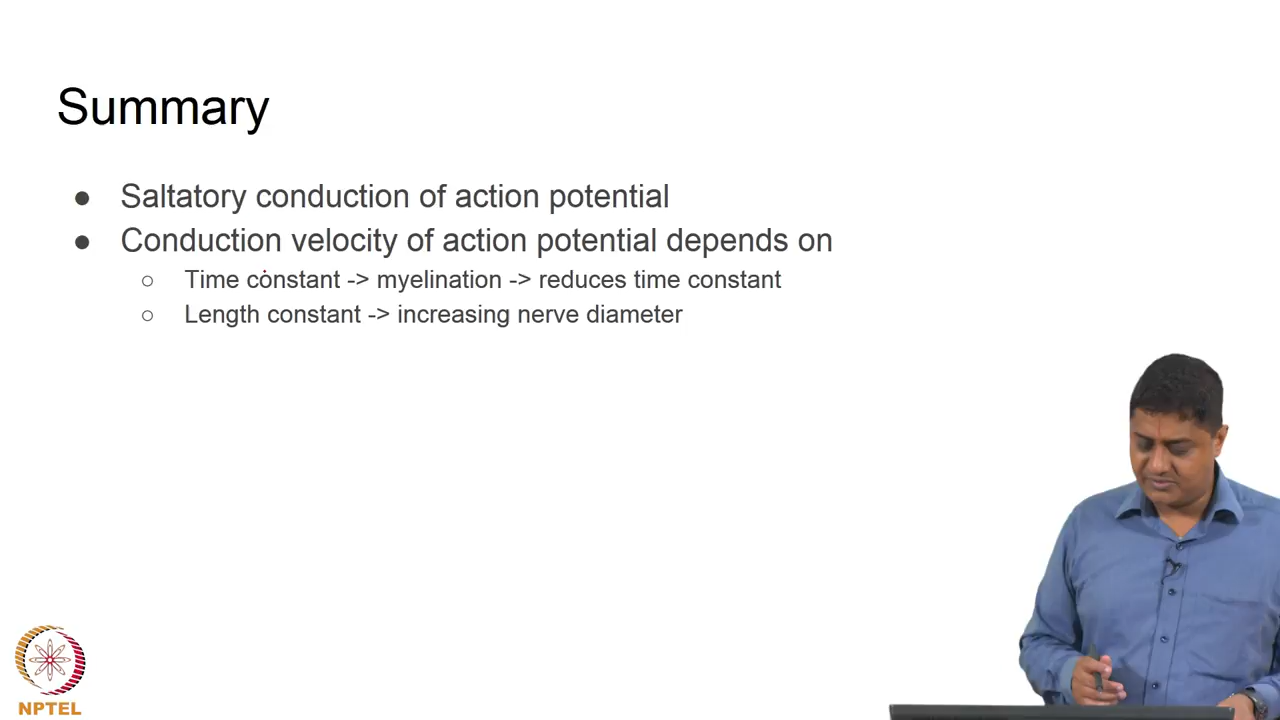 Summary
● Saltatory conduction of action potential
● Conduction velocity of action potential depends on
○ Time constant -> myelination -> reduces time constant
○ Length constant -> increasing nerve diameter
NPTEL